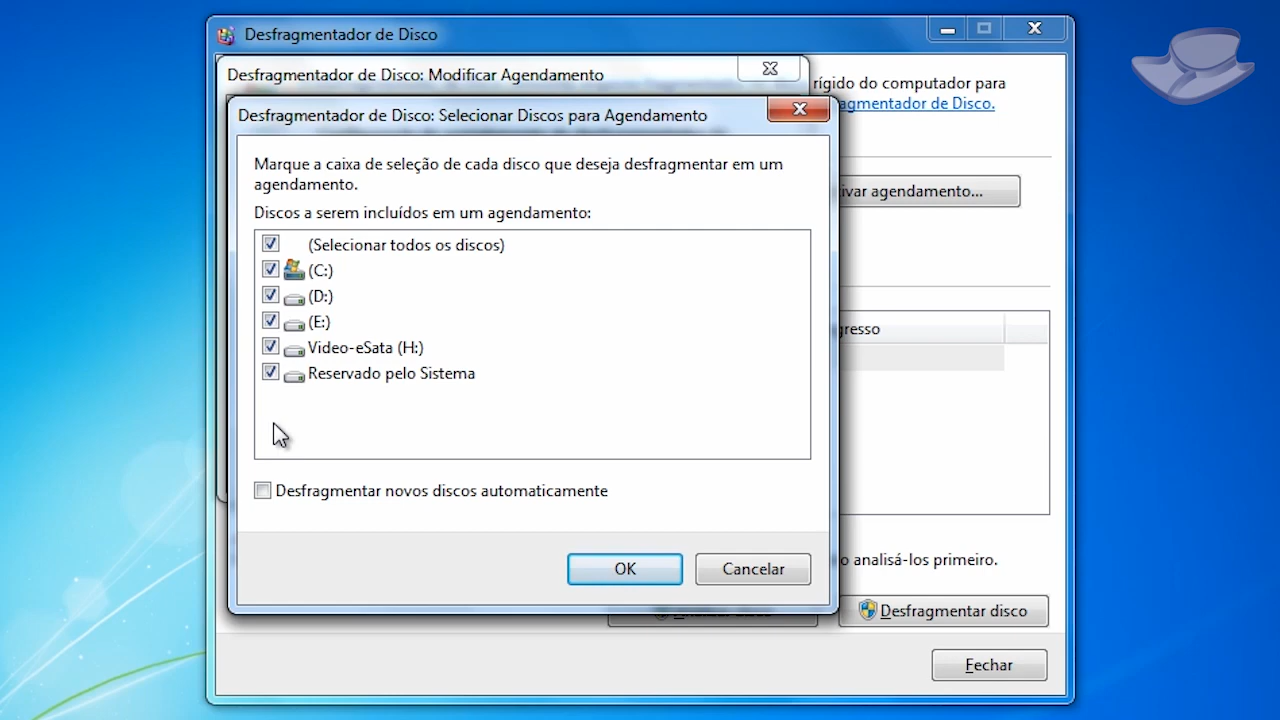 Desfragmentador de Disco
Desfragmentador de Disco: Modificar Agendamento
rígido do computador para
agmentador de Disco.
Desfragmentador de Disco: Selecionar Discos para Agendamento
Marque a caixa de seleção de cada disco que deseja desfragmentar em um
agendamento.
ivar agendamento...
Discos a serem incluídos em um agendamento:
(Selecionar todos os discos)
(C:)
(D:)
(E:)
gresso
Video-eSata (H:)
Reservado pelo Sistema
Desfragmentar novos discos automaticamente
o analisá-los primeiro.
OK
Cancelar
Desfragmentar disco
Fechar